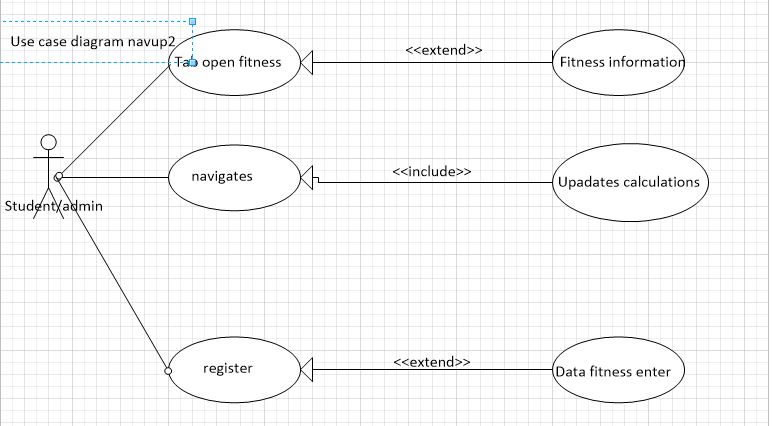 Use case diagram navup2
Tap open fitness
<<extend>>
Fitness information
navigates
<<include>>
Upadates calculations
Student/admin
register
<<extend>>
Data fitness enter